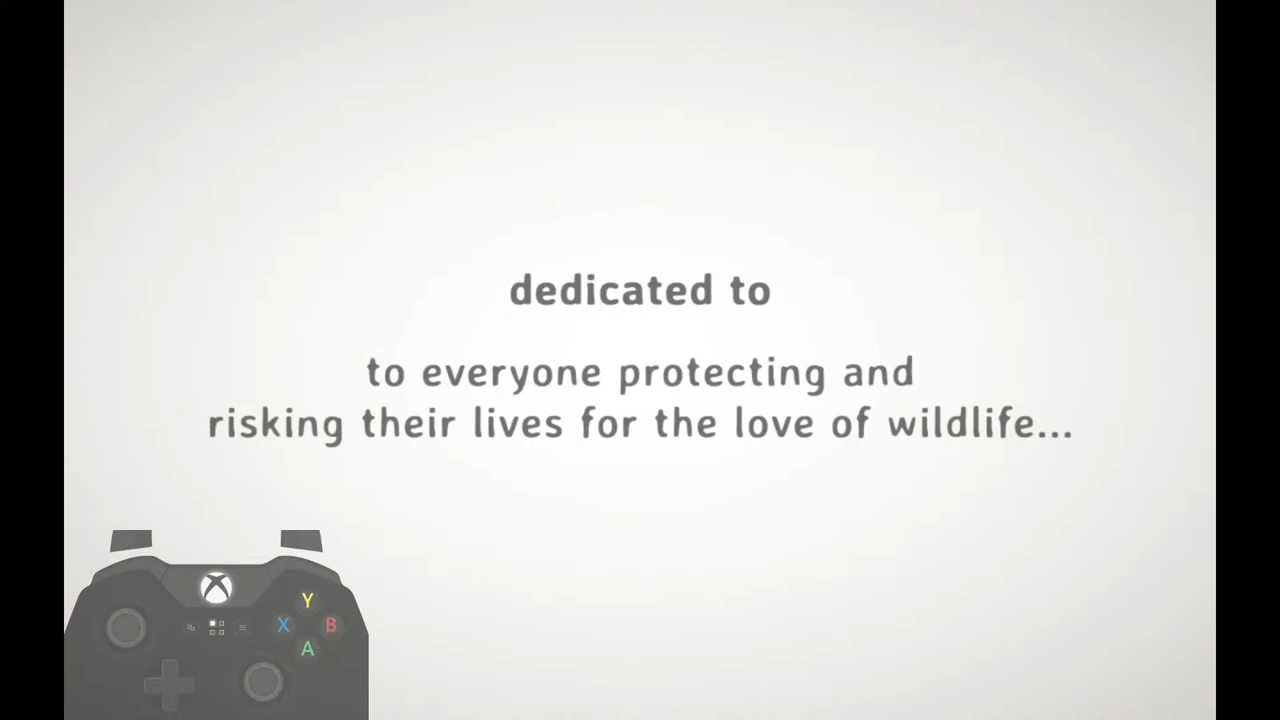 dedicated to
to everyone protecting and
risking their lives for the love of wildlife...
Y
X B
A